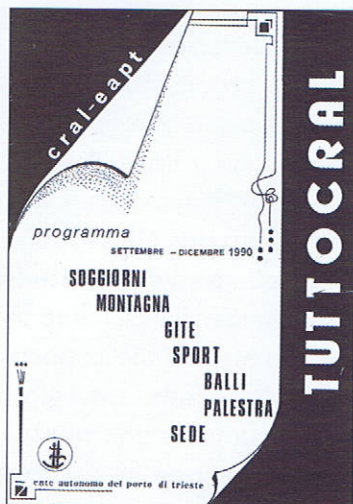 cral-eapt
TUTTOCRAL
programma
SETTEMBRE – DICEMBRE 1990
SOGGIORNI
MONTAGNA
GITE
SPORT
BALLI
PALESTRA
SEDE
ente autonomo del porto di trieste